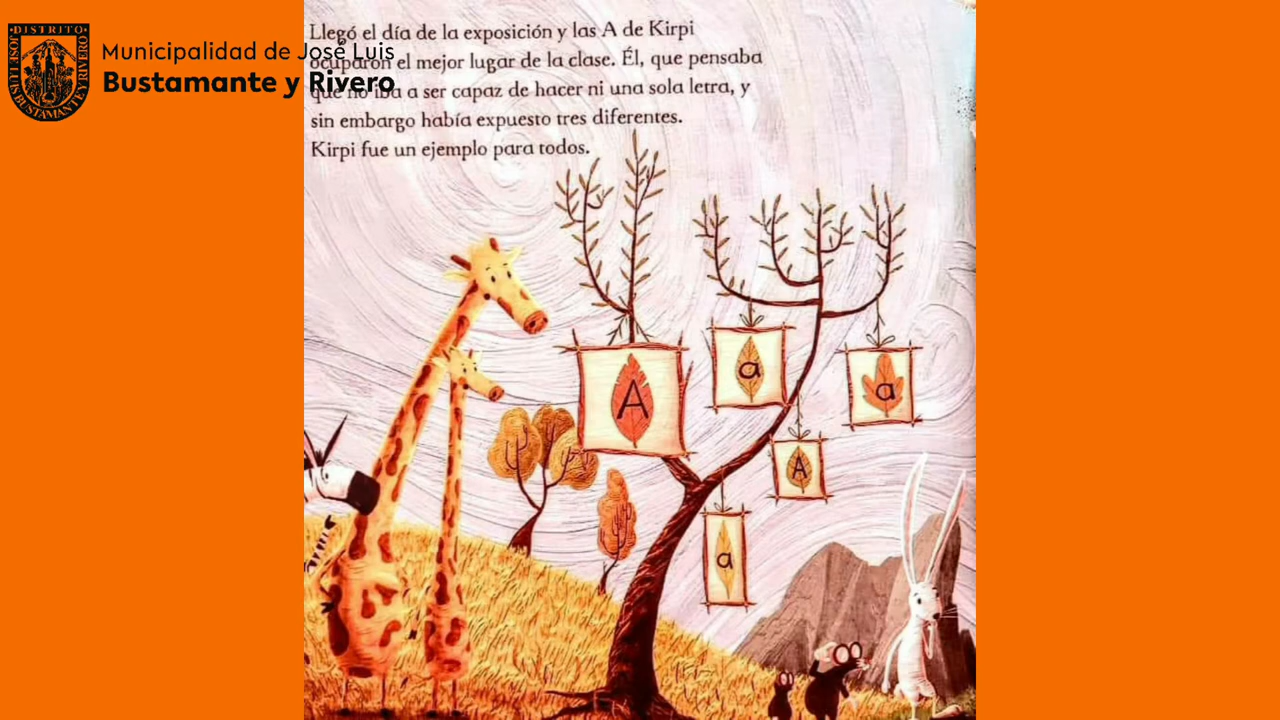 DISTRITO
JOSE LUIS BUSTAMANTE Y RIVERO
Municipalidad de José Luis
Bustamante y Rivero
Llegó el día de la exposición y las A de Kirpi
ocuparon el mejor lugar de la clase. Él, que pensaba
que no iba a ser capaz de hacer ni una sola letra, y
sin embargo había expuesto tres diferentes.
Kirpi fue un ejemplo para todos.
A
a
a
A
a